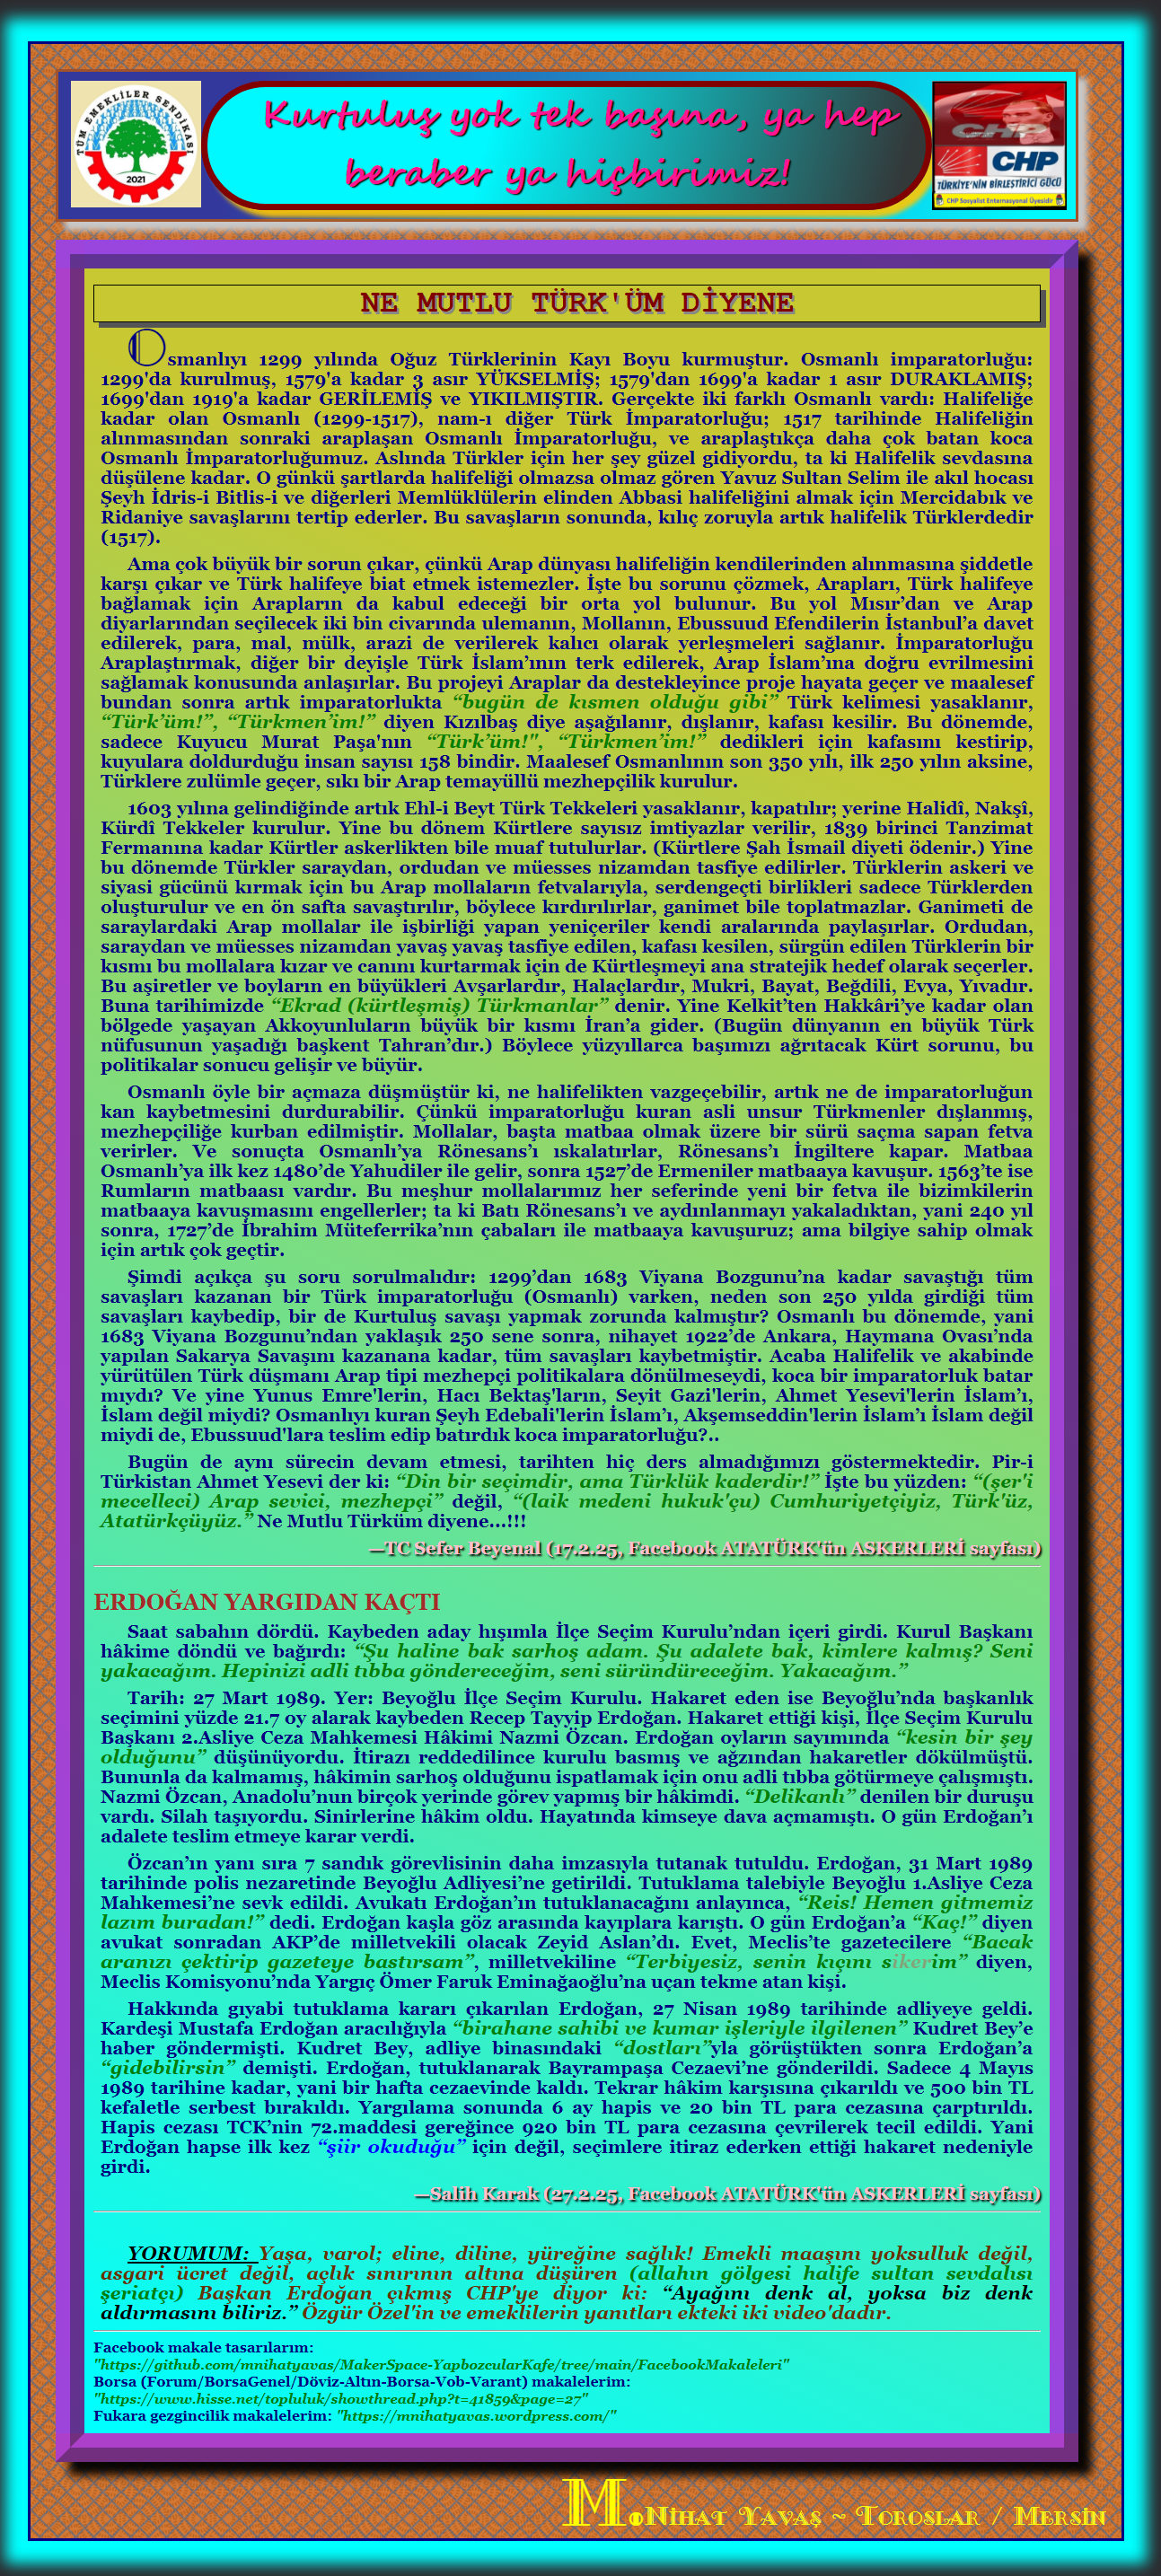 TÜM EMEKLİLER SENDİKASI
2021
Kurtuluş yok tek başına, ya hep
beraber ya hiçbirimiz!
CHP
CHP
TÜRKİYE'NİN BİRLEŞTİRİCİ GÜCÜ
CHP Sosyalist Enternasyonal Üyesidir
NE MUTLU TÜRK'ÜM DİYENE
Osmanlıyı 1299 yılında Oğuz Türklerinin Kayı Boyu kurmuştur. Osmanlı imparatorluğu:
1299'da kurulmuş, 1579'a kadar 3 asır YÜKSELMİŞ; 1579'dan 1699'a kadar 1 asır DURAKLAMIŞ;
1699'dan 1919'a kadar GERİLEMİŞ ve YIKILMIŞTIR. Gerçekte iki farklı Osmanlı vardı: Halifeliğe
kadar olan Osmanlı (1299-1517), nam-ı diğer Türk İmparatorluğu; 1517 tarihinde Halifeliğin
alınmasından sonraki araplaşan Osmanlı İmparatorluğu, ve araplaştıkça daha çok batan koca
Osmanlı İmparatorluğumuz. Aslında Türkler için her şey güzel gidiyordu, ta ki Halifelik sevdasına
düşülene kadar. O günkü şartlarda halifeliği olmazsa olmaz gören Yavuz Sultan Selim ile akıl hocası
Şeyh İdris-i Bitlis-i ve diğerleri Memlüklülerin elinden Abbasi halifeliğini almak için Mercidabık ve
Ridaniye savaşlarını tertip ederler. Bu savaşların sonunda, kılıç zoruyla artık halifelik Türklerdedir
(1517).
Ama çok büyük bir sorun çıkar, çünkü Arap dünyası halifeliğin kendilerinden alınmasına şiddetle
karşı çıkar ve Türk halifeye biat etmek istemezler. İşte bu sorunu çözmek, Arapları, Türk halifeye
bağlamak için Arapların da kabul edeceği bir orta yol bulunur. Bu yol Mısır’dan ve Arap
diyarlarından seçilecek iki bin civarında ulemanın, Mollanın, Ebussuud Efendilerin İstanbul’a davet
edilerek, para, mal, mülk, arazi de verilerek kalıcı olarak yerleşmeleri sağlanır. İmparatorluğu
Araplaştırmak, diğer bir deyişle Türk İslam’ının terk edilerek, Arap İslam’ına doğru evrilmesini
sağlamak konusunda anlaşırlar. Bu projeyi Araplar da destekleyince proje hayata geçer ve maalesef
bundan sonra artık imparatorlukta “bugün de kısmen olduğu gibi” Türk kelimesi yasaklanır,
“Türk’üm!”, “Türkmen’im!” diyen Kızılbaş diye aşağılanır, dışlanır, kafası kesilir. Bu dönemde,
sadece Kuyucu Murat Paşa'nın “Türk’üm!", “Türkmen’im!” dedikleri için kafasını kestirip,
kuyulara doldurduğu insan sayısı 158 bindir. Maalesef Osmanlının son 350 yılı, ilk 250 yılın aksine,
Türklere zulümle geçer, sıkı bir Arap temayüllü mezhepçilik kurulur.
1603 yılına gelindiğinde artık Ehl-i Beyt Türk Tekkeleri yasaklanır, kapatılır; yerine Halidî, Nakşî,
Kürdî Tekkeler kurulur. Yine bu dönem Kürtlere sayısız imtiyazlar verilir, 1839 birinci Tanzimat
Fermanına kadar Kürtler askerlikten bile muaf tutulurlar. (Kürtlere Şah İsmail diyeti ödenir.) Yine
bu dönemde Türkler saraydan, ordudan ve müesses nizamdan tasfiye edilirler. Türklerin askeri ve
siyasi gücünü kırmak için bu Arap mollaların fetvalarıyla, serdengeçti birlikleri sadece Türklerden
oluşturulur ve en ön safta savaştırılır, böylece kırdırılırlar, ganimet bile toplatmazlar. Ganimeti de
saraylardaki Arap mollalar ile işbirliği yapan yeniçeriler kendi aralarında paylaşırlar. Ordudan,
saraydan ve müesses nizamdan yavaş yavaş tasfiye edilen, kafası kesilen, sürgün edilen Türklerin bir
kısmı bu mollalara kızar ve canını kurtarmak için de Kürtleşmeyi ana stratejik hedef olarak seçerler.
Bu aşiretler ve boyların en büyükleri Avşarlardır, Halaçlardır, Mukri, Bayat, Beğdili, Evya, Yıvadır.
Buna tarihimizde “Ekrad (kürtleşmiş) Türkmanlar” denir. Yine Kelkit’ten Hakkâri’ye kadar olan
bölgede yaşayan Akkoyunluların büyük bir kısmı İran’a gider. (Bugün dünyanın en büyük Türk
nüfusunun yaşadığı başkent Tahran’dır.) Böylece yüzyıllarca başımızı ağrıtacak Kürt sorunu, bu
politikalar sonucu gelişir ve büyür.
Osmanlı öyle bir açmaza düşmüştür ki, ne halifelikten vazgeçebilir, artık ne de imparatorluğun
kan kaybetmesini durdurabilir. Çünkü imparatorluğu kuran asli unsur Türkmenler dışlanmış,
mezhepçiliğe kurban edilmiştir. Mollalar, başta matbaa olmak üzere bir sürü saçma sapan fetva
verirler. Ve sonuçta Osmanlı’ya Rönesans’ı ıskalatırlar, Rönesans’ı İngiltere kapar. Matbaa
Osmanlı’ya ilk kez 1480’de Yahudiler ile gelir, sonra 1527’de Ermeniler matbaaya kavuşur. 1563’te ise
Rumların matbaası vardır. Bu meşhur mollalarımız her seferinde yeni bir fetva ile bizimkilerin
matbaaya kavuşmasını engellerler; ta ki Batı Rönesans’ı ve aydınlanmayı yakaladıktan, yani 240 yıl
sonra, 1727’de İbrahim Müteferrika’nın çabaları ile matbaaya kavuşuruz; ama bilgiye sahip olmak
için artık çok geçtir.
Şimdi açıkça şu soru sorulmalıdır: 1299’dan 1683 Viyana Bozgunu’na kadar savaştığı tüm
savaşları kazanan bir Türk imparatorluğu (Osmanlı) varken, neden son 250 yılda girdiği tüm
savaşları kaybedip, bir de Kurtuluş savaşı yapmak zorunda kalmıştır? Osmanlı bu dönemde, yani
1683 Viyana Bozgunu’ndan yaklaşık 250 sene sonra, nihayet 1922’de Ankara, Haymana Ovası’nda
yapılan Sakarya Savaşını kazanana kadar, tüm savaşları kaybetmiştir. Acaba Halifelik ve akabinde
yürütülen Türk düşmanı Arap tipi mezhepçi politikalara dönülmeseydi, koca bir imparatorluk batar
mıydı? Ve yine Yunus Emre'lerin, Hacı Bektaş'ların, Seyit Gazi'lerin, Ahmet Yesevi'lerin İslam’ı,
İslam değil miydi? Osmanlıyı kuran Şeyh Edebali'lerin İslam’ı, Akşemseddin'lerin İslam’ı İslam değil
miydi de, Ebussuud'lara teslim edip batırdık koca imparatorluğu?..
Bugün de aynı sürecin devam etmesi, tarihten hiç ders almadığımızı göstermektedir. Pir-i
Türkistan Ahmet Yesevi der ki: “Din bir seçimdir, ama Türklük kaderdir!” İşte bu yüzden: “(şer'i
mecelleci) Arap sevici, mezhepçi” değil, “(laik medeni hukuk'çu) Cumhuriyetçiyiz, Türk'üz,
Atatürkçüyüz.” Ne Mutlu Türküm diyene...!!!
—TC Sefer Beyenal (17.2.25, Facebook ATATÜRK'ün ASKERLERİ sayfası)
ERDOĞAN YARGIDAN KAÇTI
Saat sabahın dördü. Kaybeden aday hışımla İlçe Seçim Kurulu’ndan içeri girdi. Kurul Başkanı
hâkime döndü ve bağırdı: “Şu haline bak sarhoş adam. Şu adalete bak, kimlere kalmış? Seni
yakacağım. Hepinizi adli tıbba göndereceğim, seni süründüreceğim. Yakacağım.”
Tarih: 27 Mart 1989. Yer: Beyoğlu İlçe Seçim Kurulu. Hakaret eden ise Beyoğlu’nda başkanlık
seçimini yüzde 21.7 oy alarak kaybeden Recep Tayyip Erdoğan. Hakaret ettiği kişi, İlçe Seçim Kurulu
Başkanı 2.Asliye Ceza Mahkemesi Hâkimi Nazmi Özcan. Erdoğan oyların sayımında “kesin bir şey
olduğunu” düşünüyordu. İtirazı reddedilince kurulu basmış ve ağzından hakaretler dökülmüştü.
Bununla da kalmamış, hâkimin sarhoş olduğunu ispatlamak için onu adli tıbba götürmeye çalışmıştı.
Nazmi Özcan, Anadolu’nun birçok yerinde görev yapmış bir hâkimdi. “Delikanlı” denilen bir duruşu
vardı. Silah taşıyordu. Sinirlerine hâkim oldu. Hayatında kimseye dava açmamıştı. O gün Erdoğan’ı
adalete teslim etmeye karar verdi.
Özcan’ın yanı sıra 7 sandık görevlisinin daha imzasıyla tutanak tutuldu. Erdoğan, 31 Mart 1989
tarihinde polis nezaretinde Beyoğlu Adliyesi’ne getirildi. Tutuklama talebiyle Beyoğlu 1.Asliye Ceza
Mahkemesi’ne sevk edildi. Avukatı Erdoğan’ın tutuklanacağını anlayınca, “Reis! Hemen gitmemiz
lazım buradan!” dedi. Erdoğan kaşla göz arasında kayıplara karıştı. O gün Erdoğan’a “Kaç!” diyen
avukat sonradan AKP’de milletvekili olacak Zeyid Aslan’dı. Evet, Meclis’te gazetecilere “Bacak
aranızı çektirip gazeteye bastırsam”, milletvekiline “Terbiyesiz, senin kıçını sikerim” diyen,
Meclis Komisyonu’nda Yargıç Ömer Faruk Eminağaoğlu’na uçan tekme atan kişi.
Hakkında gıyabi tutuklama kararı çıkarılan Erdoğan, 27 Nisan 1989 tarihinde adliyeye geldi.
Kardeşi Mustafa Erdoğan aracılığıyla “birahane sahibi ve kumar işleriyle ilgilenen” Kudret Bey’e
haber göndermişti. Kudret Bey, adliye binasındaki “dostları”yla görüştükten sonra Erdoğan’a
“gidebilirsin” demişti. Erdoğan, tutuklanarak Bayrampaşa Cezaevi’ne gönderildi. Sadece 4 Mayıs
1989 tarihine kadar, yani bir hafta cezaevinde kaldı. Tekrar hâkim karşısına çıkarıldı ve 500 bin TL
kefaletle serbest bırakıldı. Yargılama sonunda 6 ay hapis ve 20 bin TL para cezasına çarptırıldı.
Hapis cezası TCK’nin 72.maddesi gereğince 920 bin TL para cezasına çevrilerek tecil edildi. Yani
Erdoğan hapse ilk kez “şiir okuduğu” için değil, seçimlere itiraz ederken ettiği hakaret nedeniyle
girdi.
—Salih Karak (27.2.25, Facebook ATATÜRK'ün ASKERLERİ sayfası)
YORUMUM: Yaşa, varol; eline, diline, yüreğine sağlık! Emekli maaşını yoksulluk değil,
asgari ücret değil, açlık sınırının altına düşüren (allahın gölgesi halife sultan sevdalısı
şeriatçı) Başkan Erdoğan çıkmış CHP'ye diyor ki: “Ayağını denk al, yoksa biz denk
aldırmasını biliriz.” Özgür Özel'in ve emeklilerin yanıtları ekteki iki video'dadır.
Facebook makale tasarılarım:
"https://github.com/mnihatyavas/MakerSpace-YapbozcularKafe/tree/main/FacebookMakaleleri"
Borsa (Forum/BorsaGenel/Döviz-Altın-Borsa-Vob-Varant) makalelerim:
"https://www.hisse.net/topluluk/showthread.php?t=41859&page=27"
Fukara gezgincilik makalelerim: "https://mnihatyavas.wordpress.com/"
M.Nihat Yavaş ~ Toroslar / Mersin